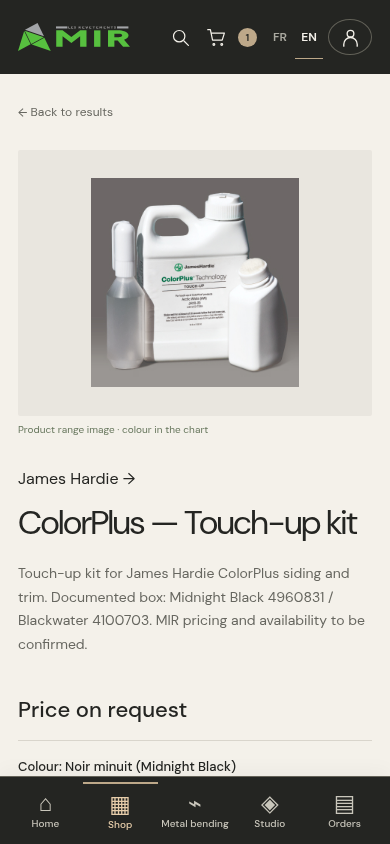 LES REVÊTEMENTS
MIR
1
FR
EN
← Back to results
JamesHardie
ColorPlus Technology
TOUCH-UP
Product range image · colour in the chart
James Hardie →
ColorPlus — Touch-up kit
Touch-up kit for James Hardie ColorPlus siding and
trim. Documented box: Midnight Black 4960831 /
Blackwater 4100703. MIR pricing and availability to be
confirmed.
Price on request
Colour: Noir minuit (Midnight Black)
Home
Shop
Metal bending
Studio
Orders